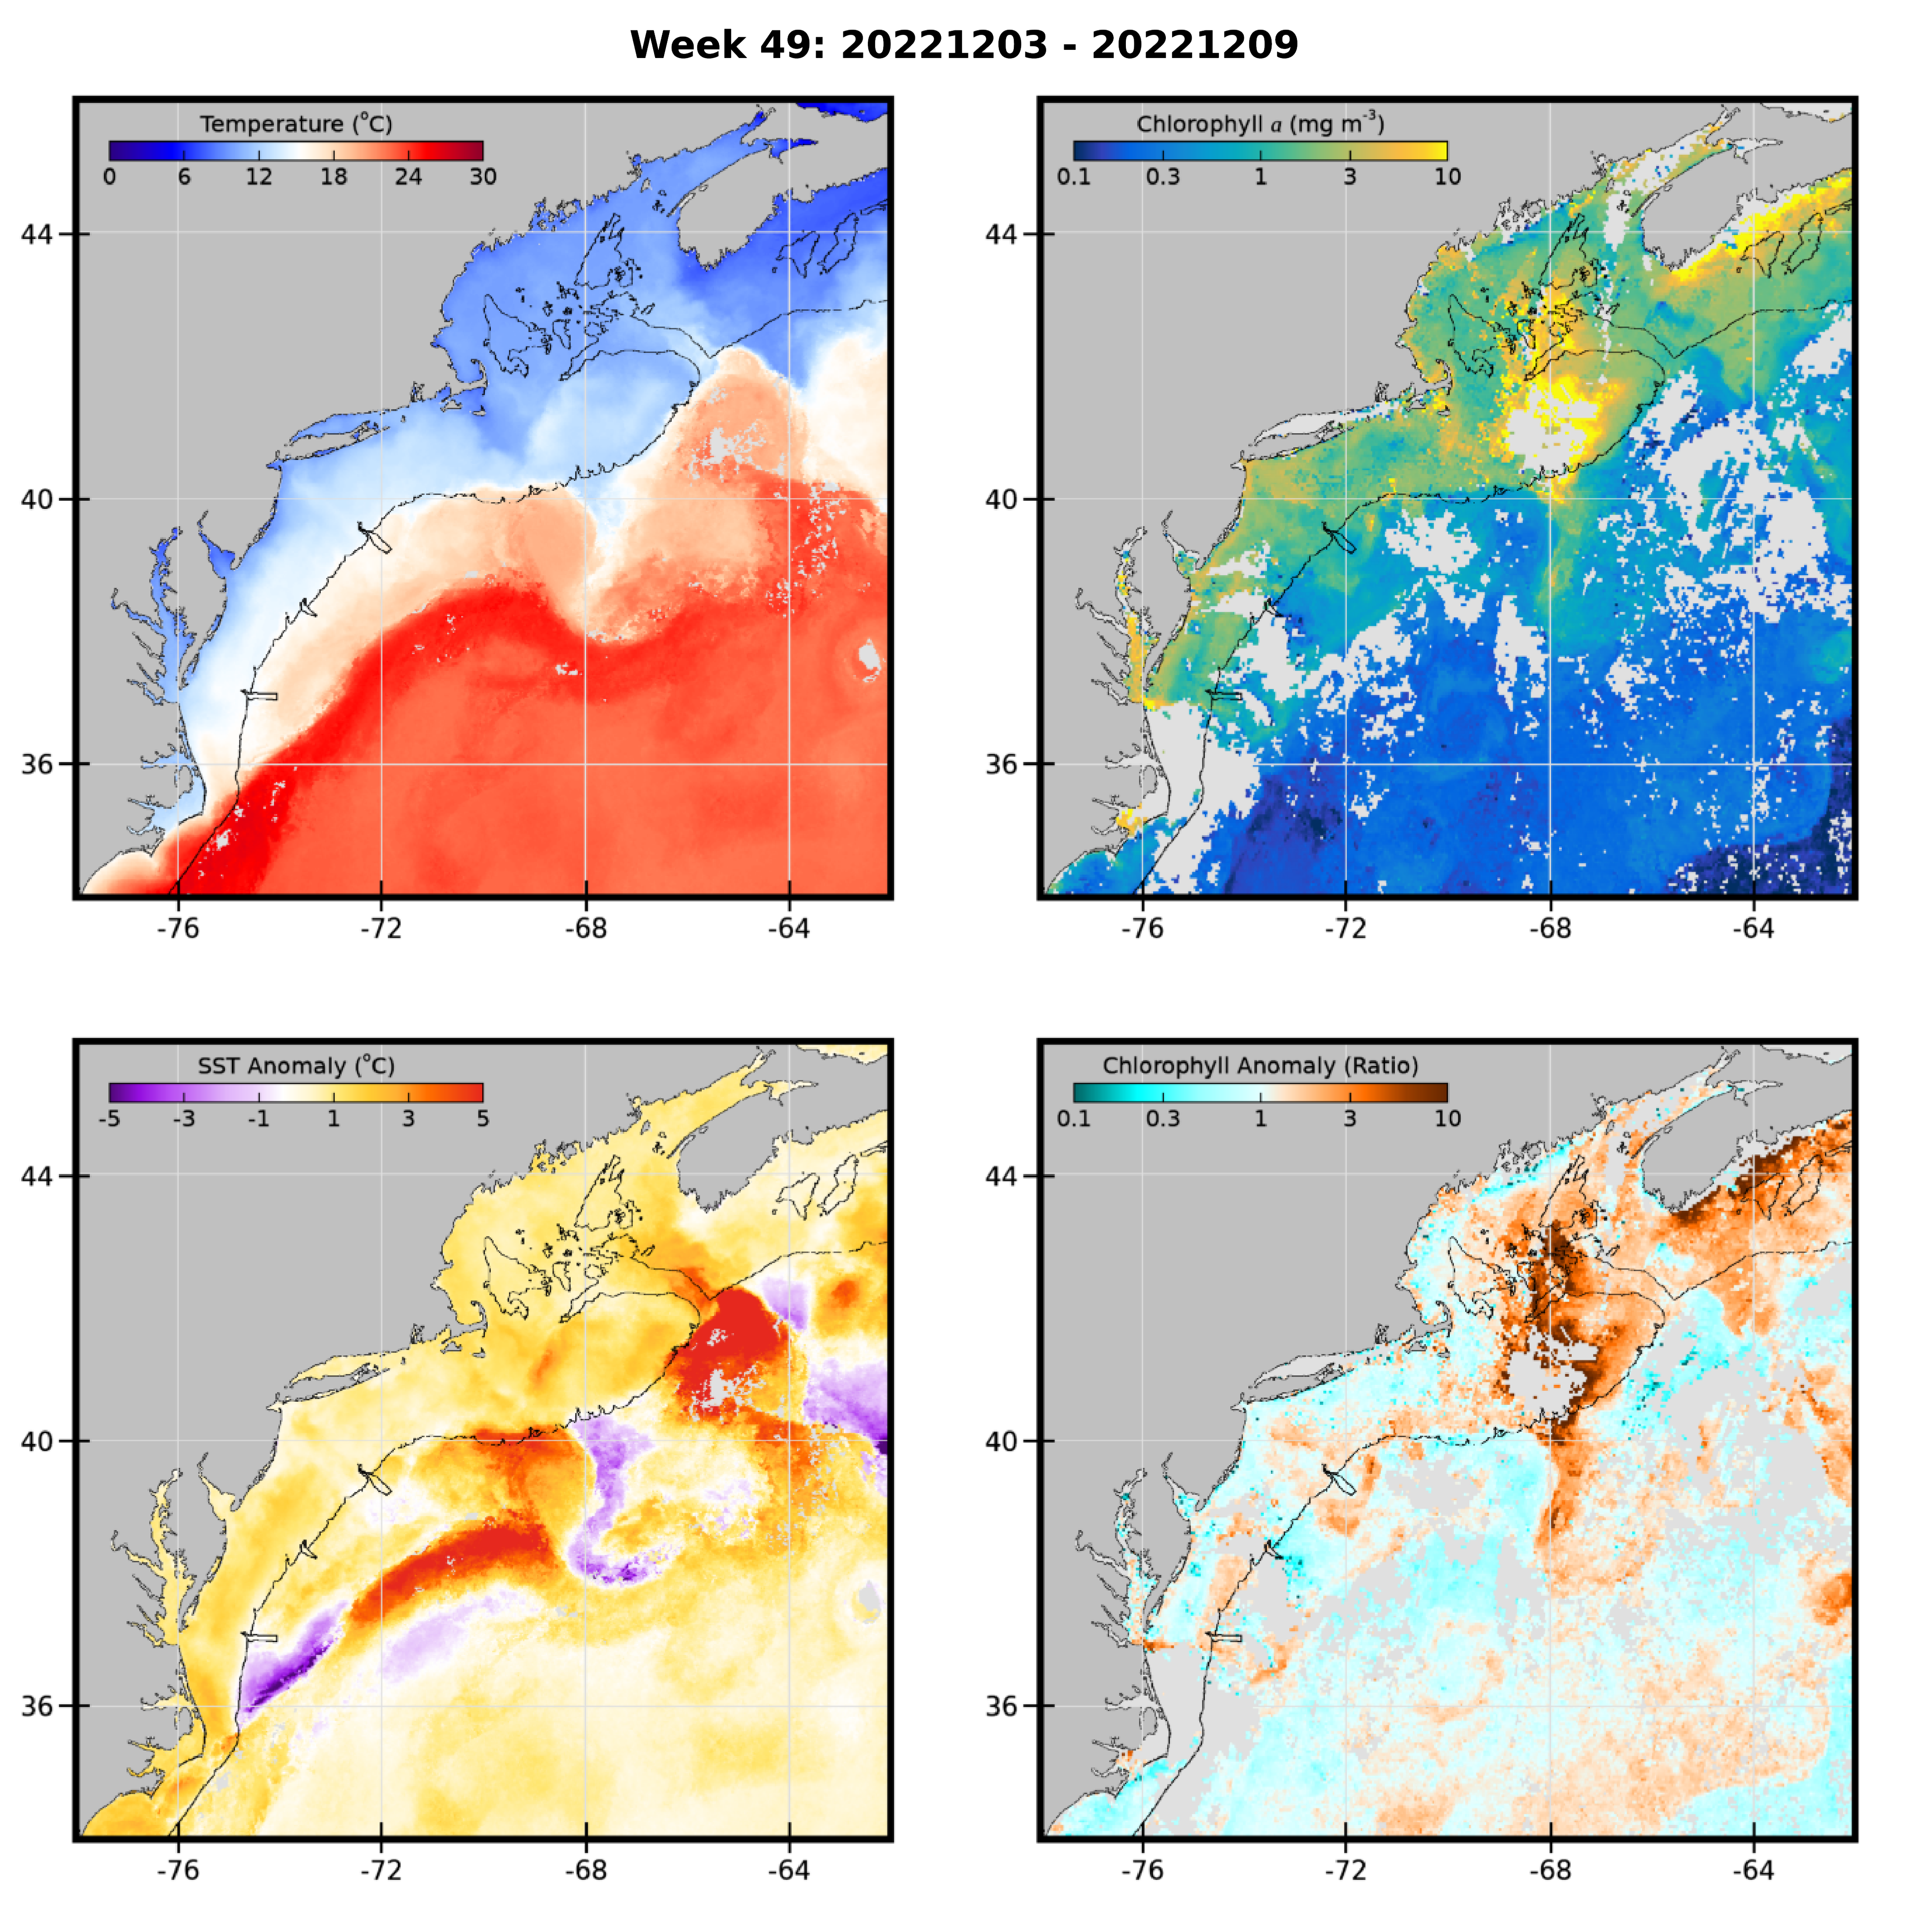 Week 49: 20221203 - 20221209
Temperature (°C)
0 6 12 18 24 30
44
40
36
-76 -72 -68 -64
Chlorophyll a (mg m⁻³)
0.1 0.3 1 3 10
44
40
36
-76 -72 -68 -64
SST Anomaly (°C)
-5 -3 -1 1 3 5
44
40
36
-76 -72 -68 -64
Chlorophyll Anomaly (Ratio)
0.1 0.3 1 3 10
44
40
36
-76 -72 -68 -64